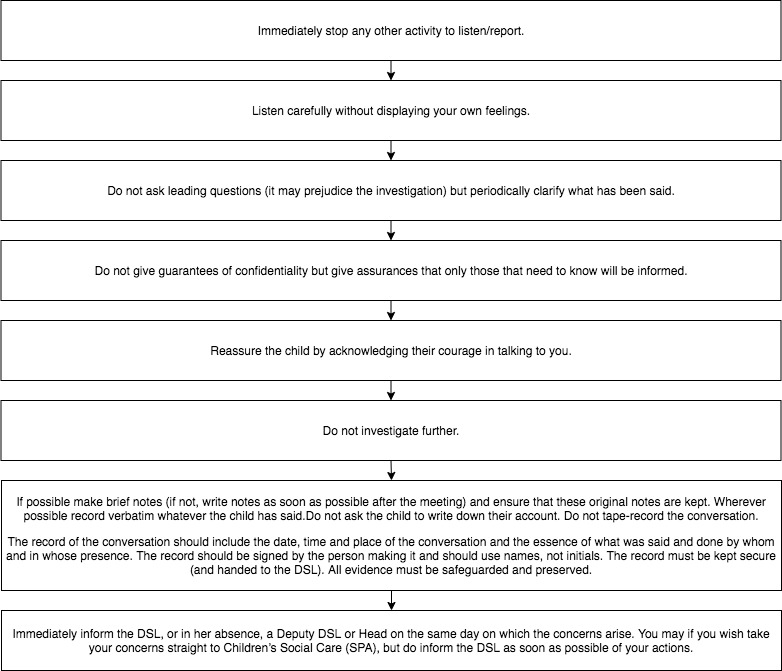 Immediately stop any other activity to listen/report.
Listen carefully without displaying your own feelings.
Do not ask leading questions (it may prejudice the investigation) but periodically clarify what has been said.
Do not give guarantees of confidentiality but give assurances that only those that need to know will be informed.
Reassure the child by acknowledging their courage in talking to you.
Do not investigate further.
If possible make brief notes (if not, write notes as soon as possible after the meeting) and ensure that these original notes are kept. Wherever
possible record verbatim whatever the child has said.Do not ask the child to write down their account. Do not tape-record the conversation.
The record of the conversation should include the date, time and place of the conversation and the essence of what was said and done by whom
and in whose presence. The record should be signed by the person making it and should use names, not initials. The record must be kept secure
(and handed to the DSL). All evidence must be safeguarded and preserved.
Immediately inform the DSL, or in her absence, a Deputy DSL or Head on the same day on which the concerns arise. You may if you wish take
your concerns straight to Children's Social Care (SPA), but do inform the DSL as soon as possible of your actions.